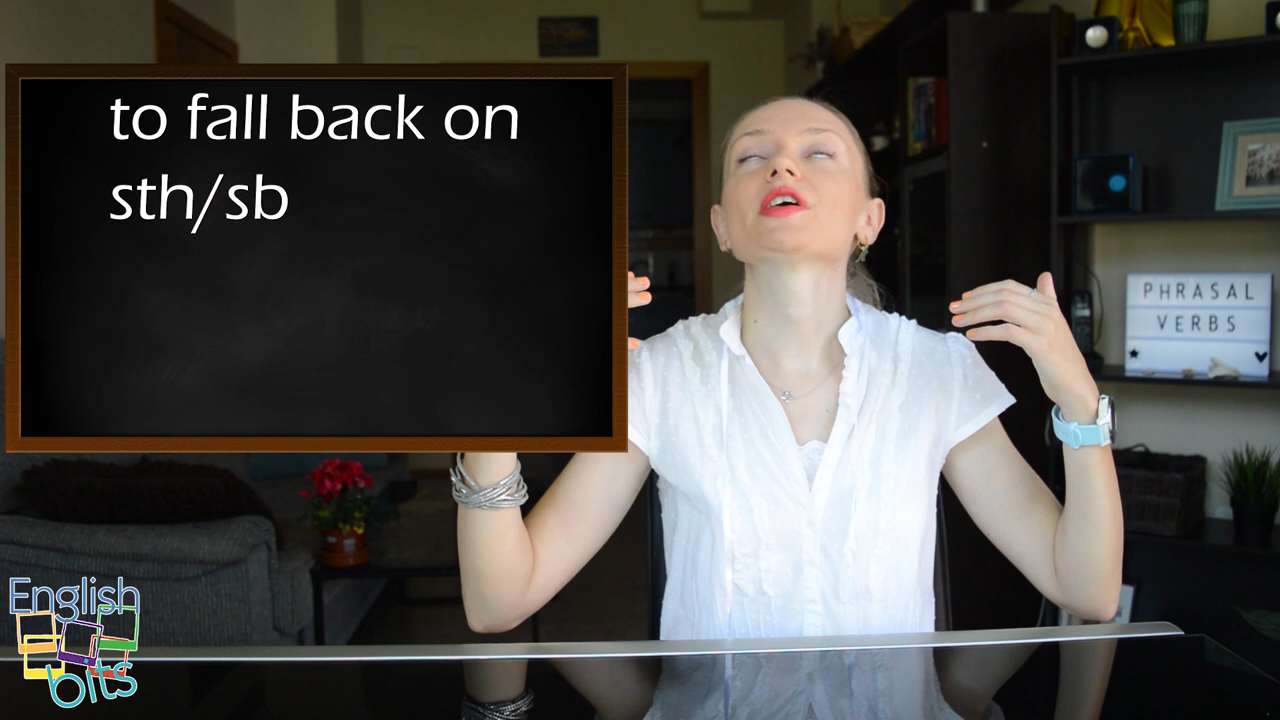 to fall back on
sth/sb
PHRASAL
VERBS
English
bits